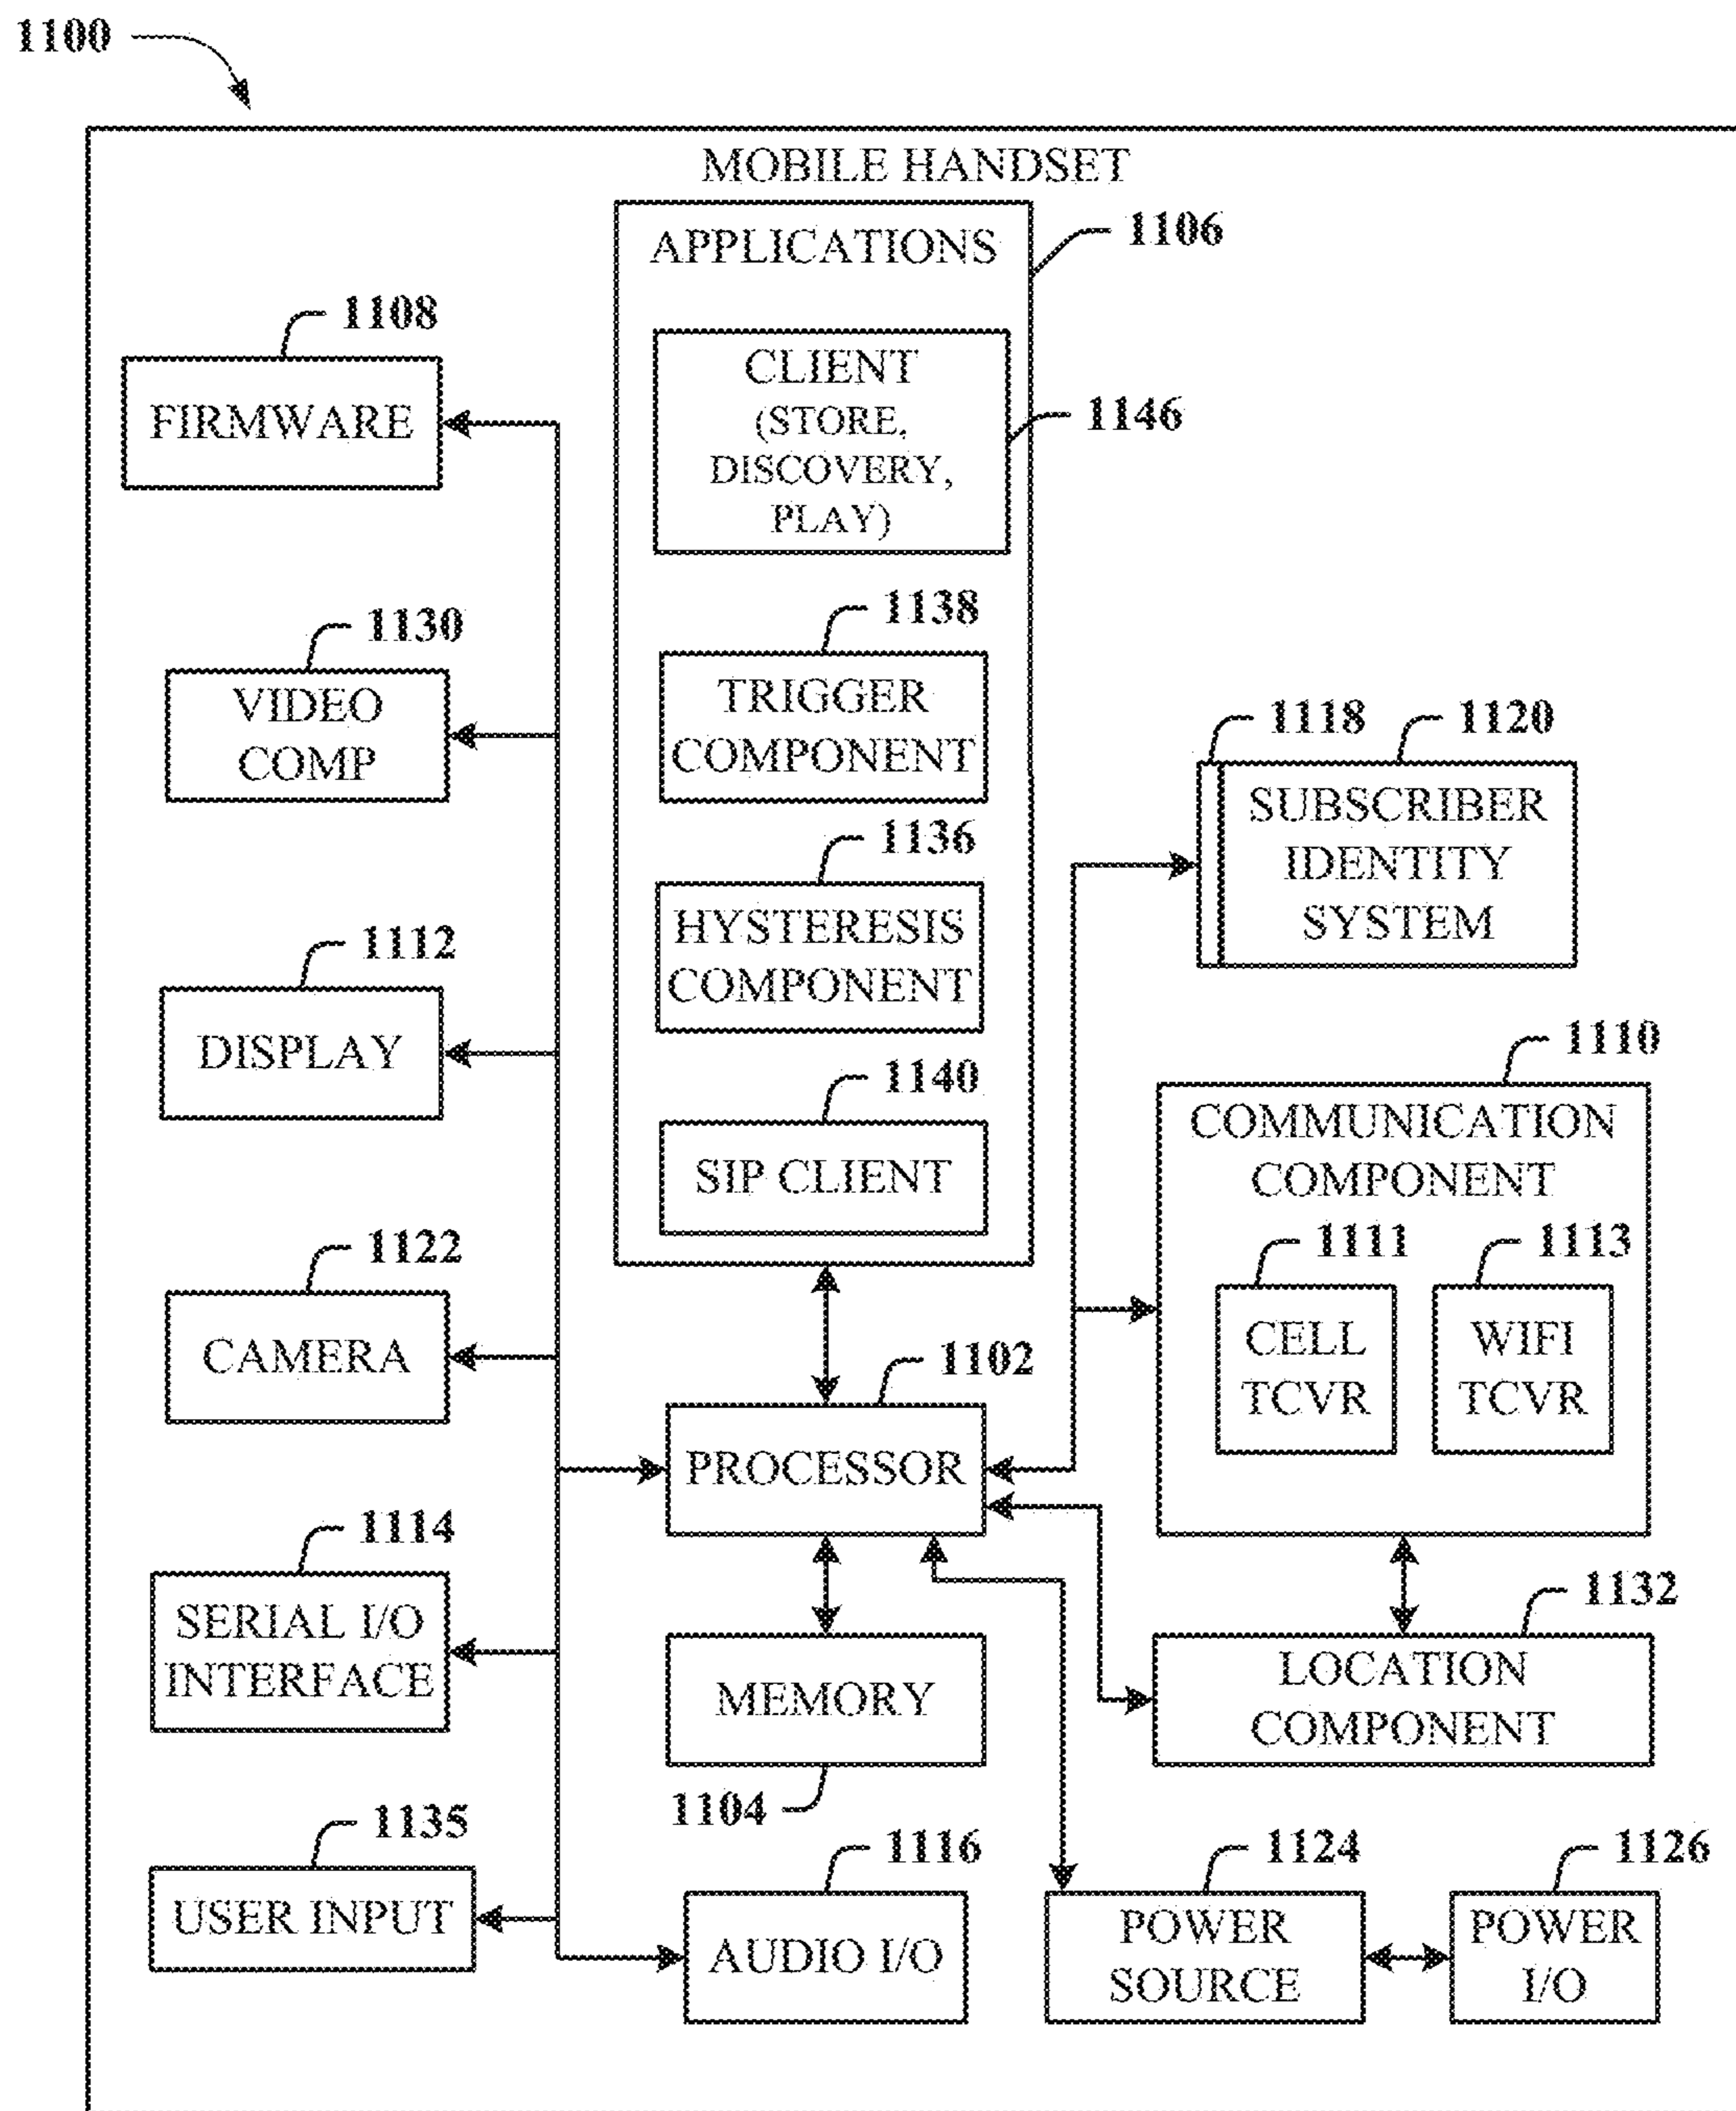 1100
MOBILE HANDSET
APPLICATIONS
1106
1108
FIRMWARE
CLIENT
(STORE,
DISCOVERY,
PLAY)
1146
1130
VIDEO
COMP
1138
TRIGGER
COMPONENT
1118
1120
SUBSCRIBER
IDENTITY
SYSTEM
1136
HYSTERESIS
COMPONENT
1112
DISPLAY
1140
SIP CLIENT
1110
COMMUNICATION
COMPONENT
1111
CELL
TCVR
1113
WIFI
TCVR
1122
CAMERA
1102
PROCESSOR
1114
SERIAL I/O
INTERFACE
MEMORY
1104
1132
LOCATION
COMPONENT
1135
USER INPUT
1116
AUDIO I/O
1124
POWER
SOURCE
1126
POWER
I/O